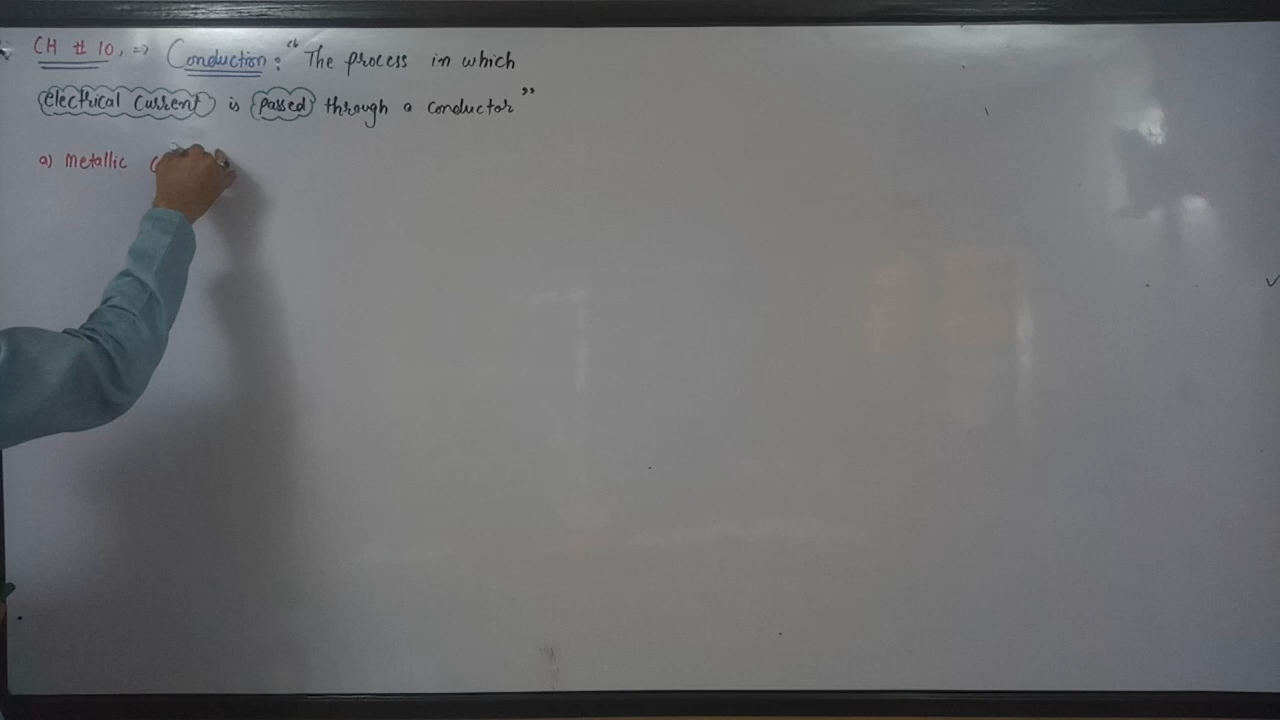 CH # 10, => Conduction: "The process in which
electrical current is passed through a conductor"
a) Metallic